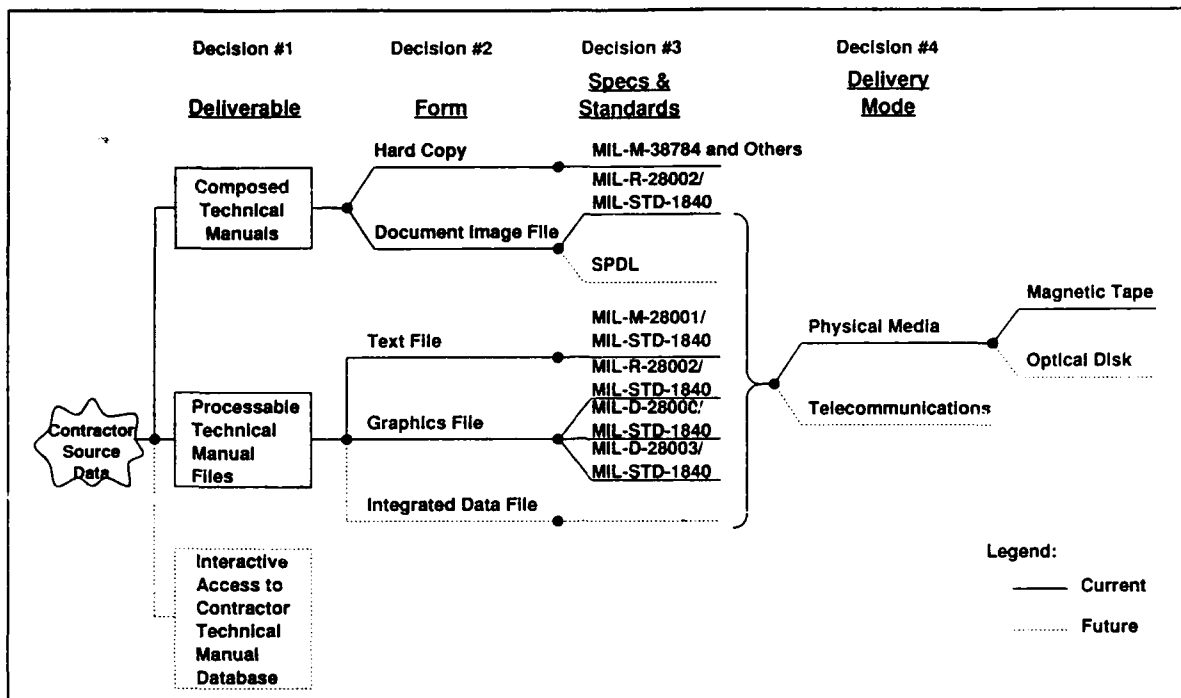 Decision #1
Decision #2
Decision #3
Decision #4
Deliverable
Form
Specs &
Standards
Delivery
Mode
Hard Copy
MIL-M-38784 and Others
Composed
Technical
Manuals
MIL-R-28002/
MIL-STD-1840
Document Image File
SPDL
MIL-M-28001/
MIL-STD-1840
Text File
MIL-R-28002/
MIL-STD-1840
Processable
Technical
Manual
Files
Graphics File
MIL-D-28000/
MIL-STD-1840
MIL-D-28003/
MIL-STD-1840
Contractor
Source
Data
Integrated Data File
Physical Media
Magnetic Tape
Optical Disk
Telecommunications
Interactive
Access to
Contractor
Technical
Manual
Database
Legend:
Current
Future